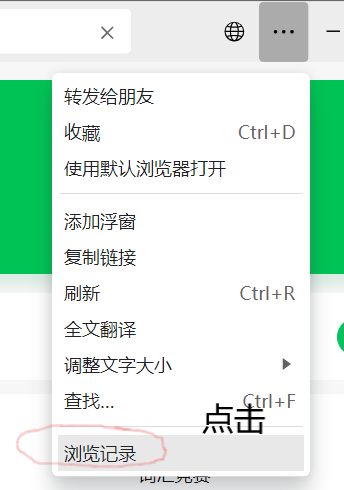 转发给朋友
收藏 Ctrl+D
使用默认浏览器打开
添加浮窗
复制链接
刷新 Ctrl+R
全文翻译
调整文字大小
查找... Ctrl+F
点击
浏览记录